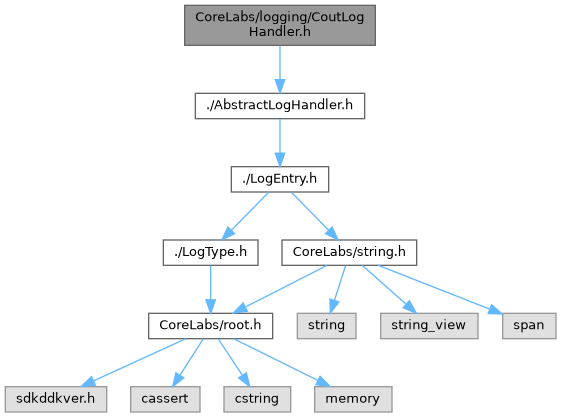 CoreLabs/logging/CoutLog
Handler.h
./AbstractLogHandler.h
./LogEntry.h
./LogType.h
CoreLabs/string.h
CoreLabs/root.h
string
string_view
span
sdkddkver.h
cassert
cstring
memory